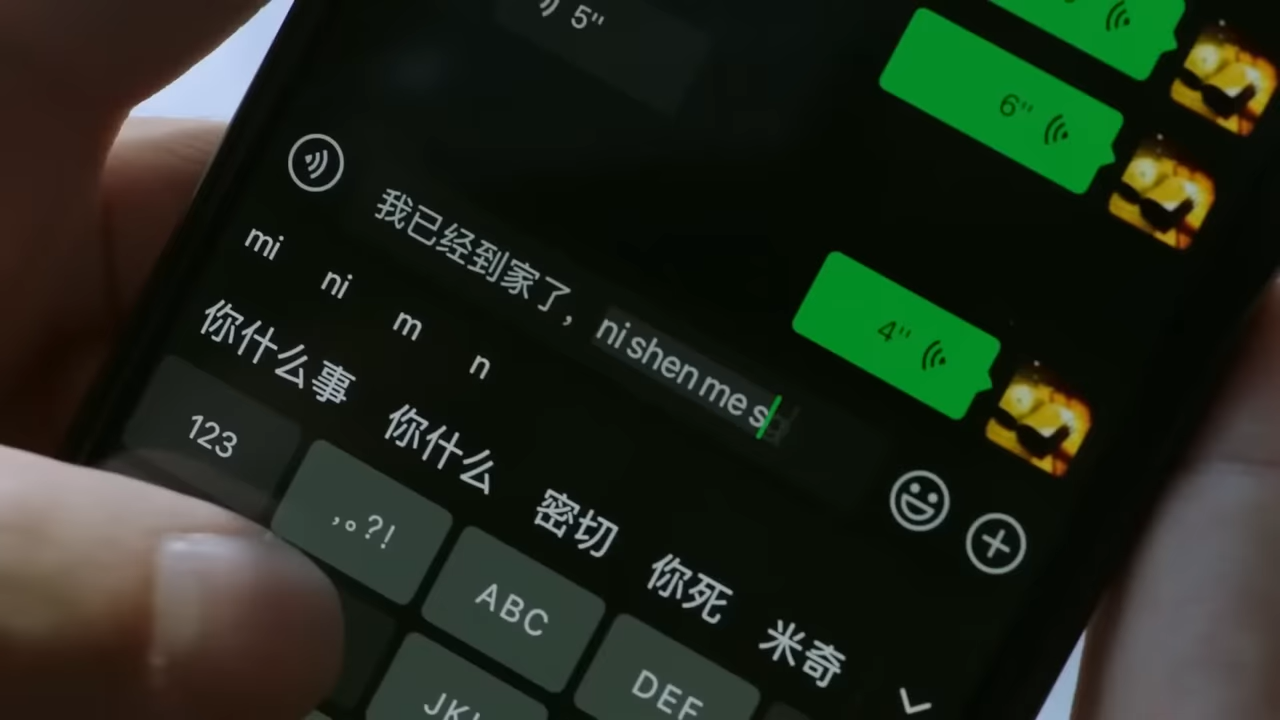 5''
6''
4''
我已经到家了，ni shen me s
mi ni m n
你什么事 你什么 密切 你死 米奇
123 ,。?! ABC DEF